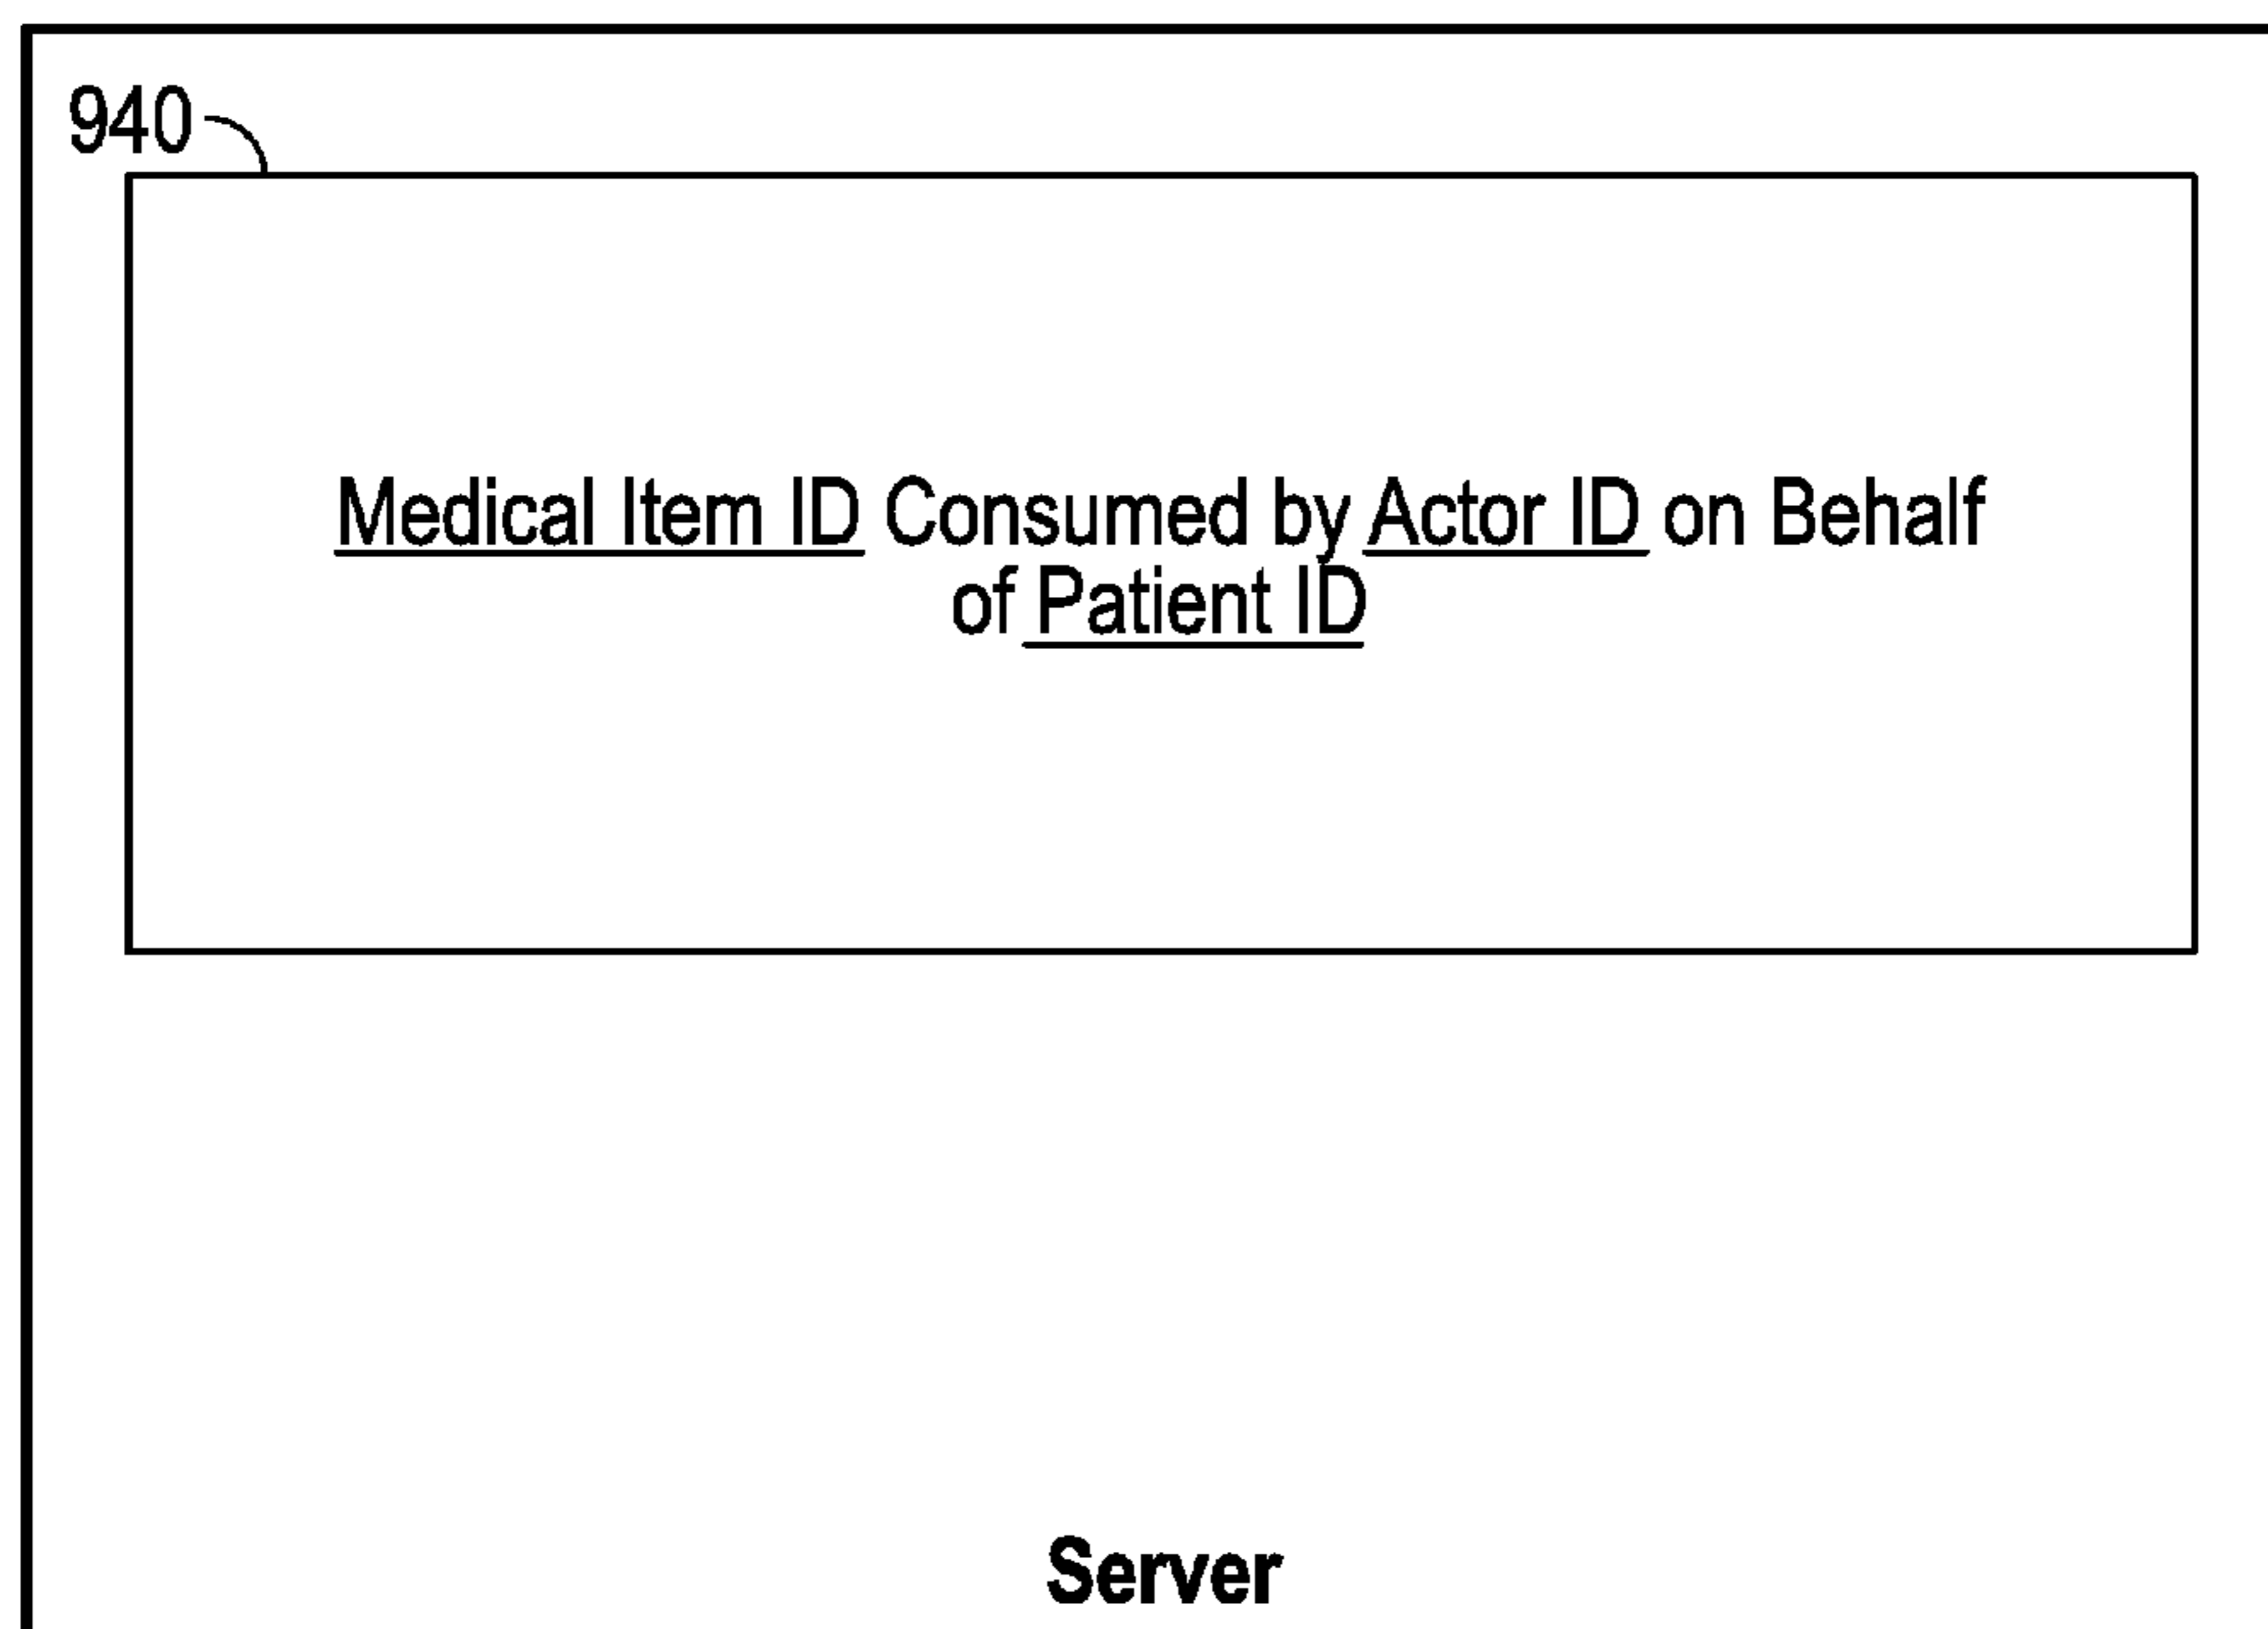 940
Medical Item ID Consumed by Actor ID on Behalf
of Patient ID
Server